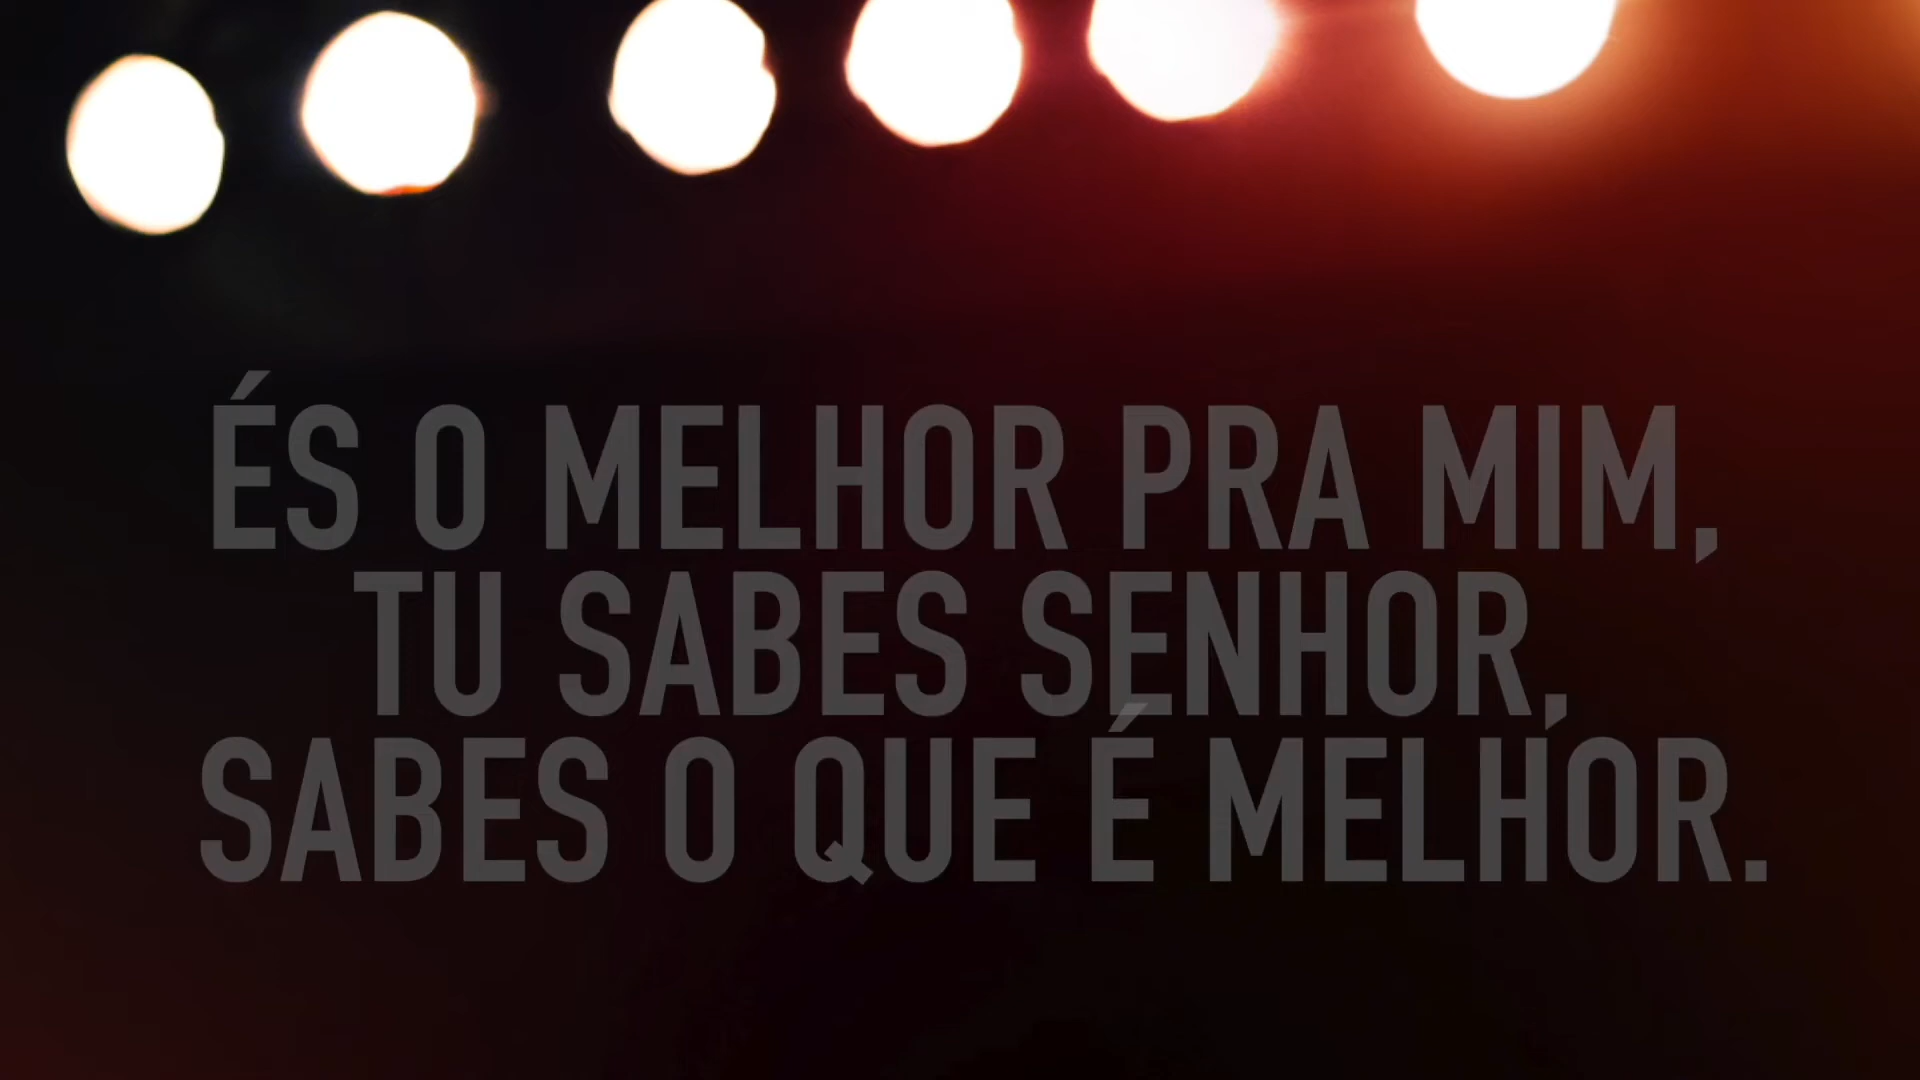 ÉS O MELHOR PRA MIM,
TU SABES SENHOR,
SABES O QUE É MELHOR.